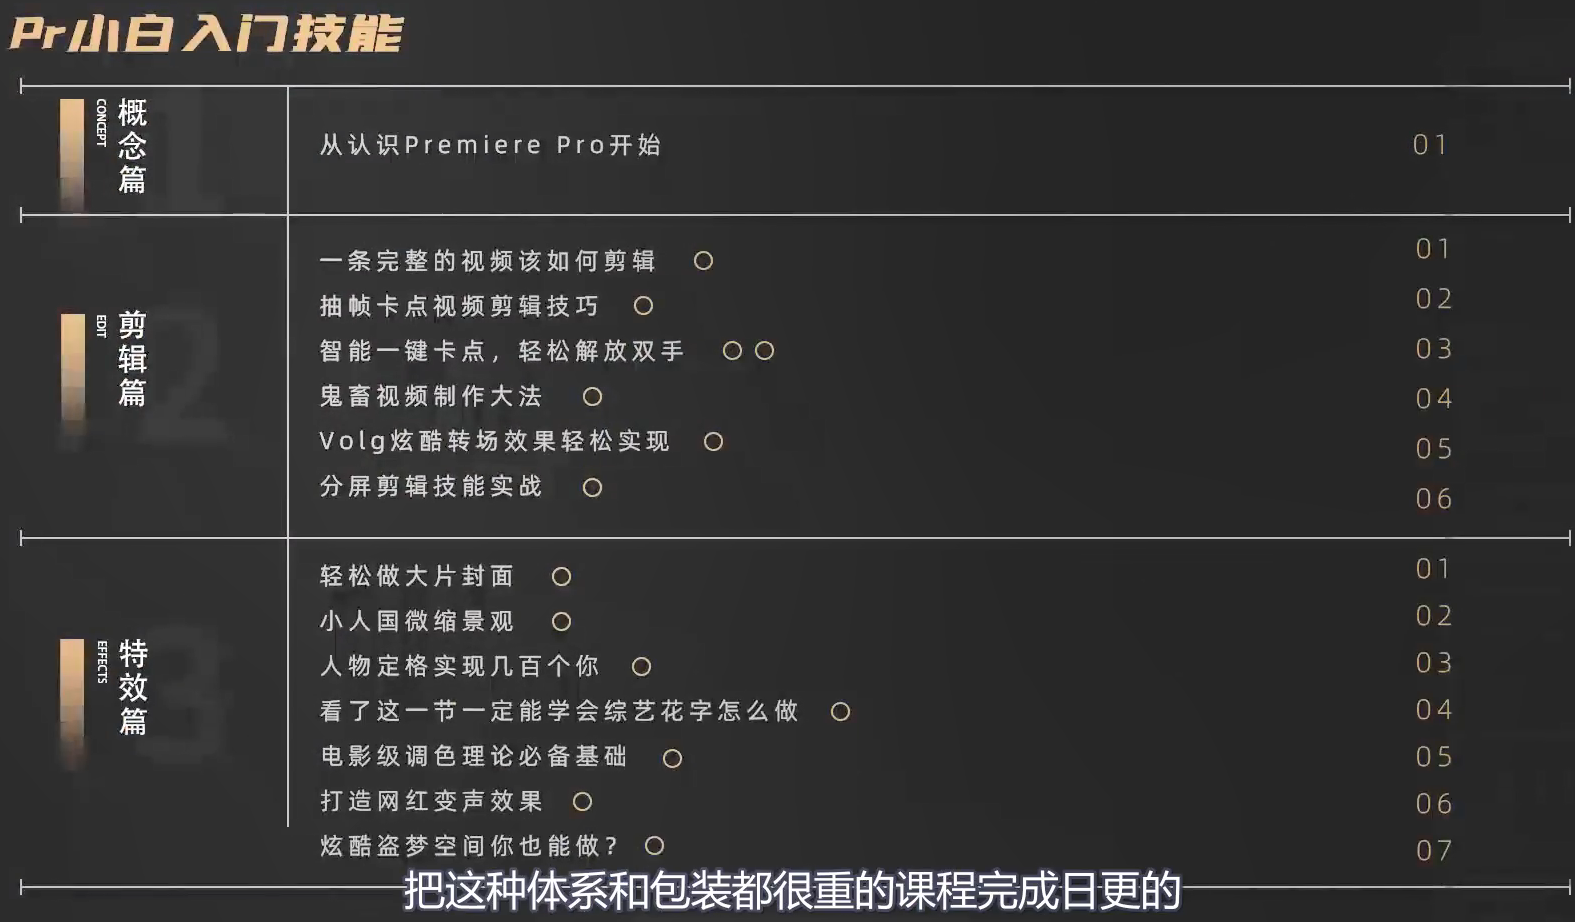 Pr小白入门技能
1
概念篇
CONCEPT
从认识Premiere Pro开始 01
2
剪辑篇
EDIT
一条完整的视频该如何剪辑 01
抽帧卡点视频剪辑技巧 02
智能一键卡点，轻松解放双手 03
鬼畜视频制作大法 04
Volg炫酷转场效果轻松实现 05
分屏剪辑技能实战 06
3
特效篇
EFFECTS
轻松做大片封面 01
小人国微缩景观 02
人物定格实现几百个你 03
看了这一节一定能学会综艺花字怎么做 04
电影级调色理论必备基础 05
打造网红变声效果 06
炫酷盗梦空间你也能做? 07
把这种体系和包装都很重的课程完成日更的